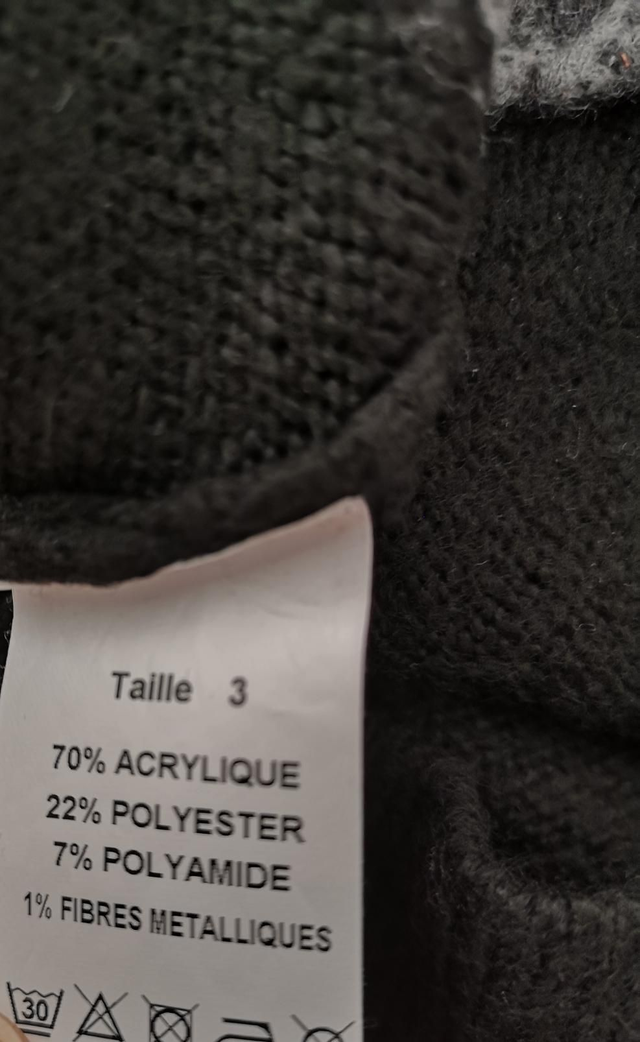 Taille 3
70% ACRYLIQUE
22% POLYESTER
7% POLYAMIDE
1% FIBRES METALLIQUES
30